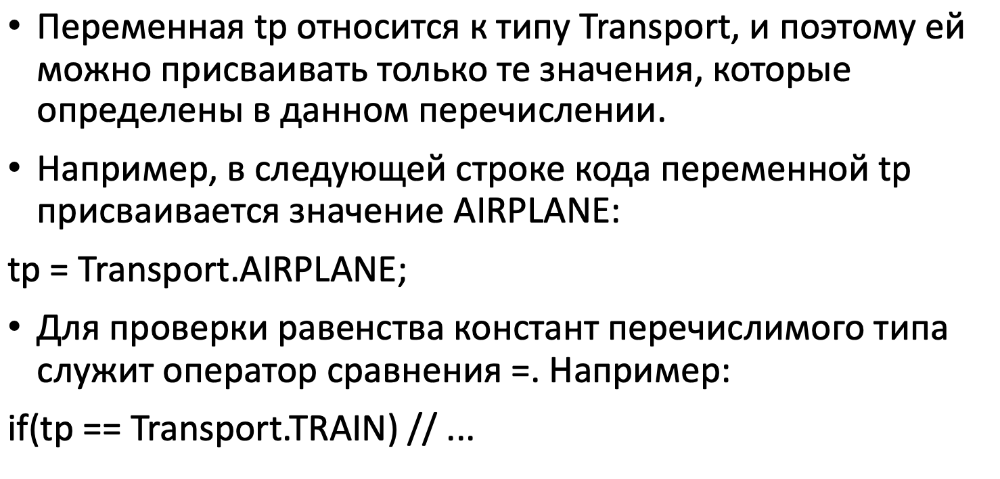 • Переменная tp относится к типу Transport, и поэтому ей
можно присваивать только те значения, которые
определены в данном перечислении.
• Например, в следующей строке кода переменной tp
присваивается значение AIRPLANE:
tp = Transport.AIRPLANE;
• Для проверки равенства констант перечислимого типа
служит оператор сравнения =. Например:
if(tp == Transport.TRAIN) // ...